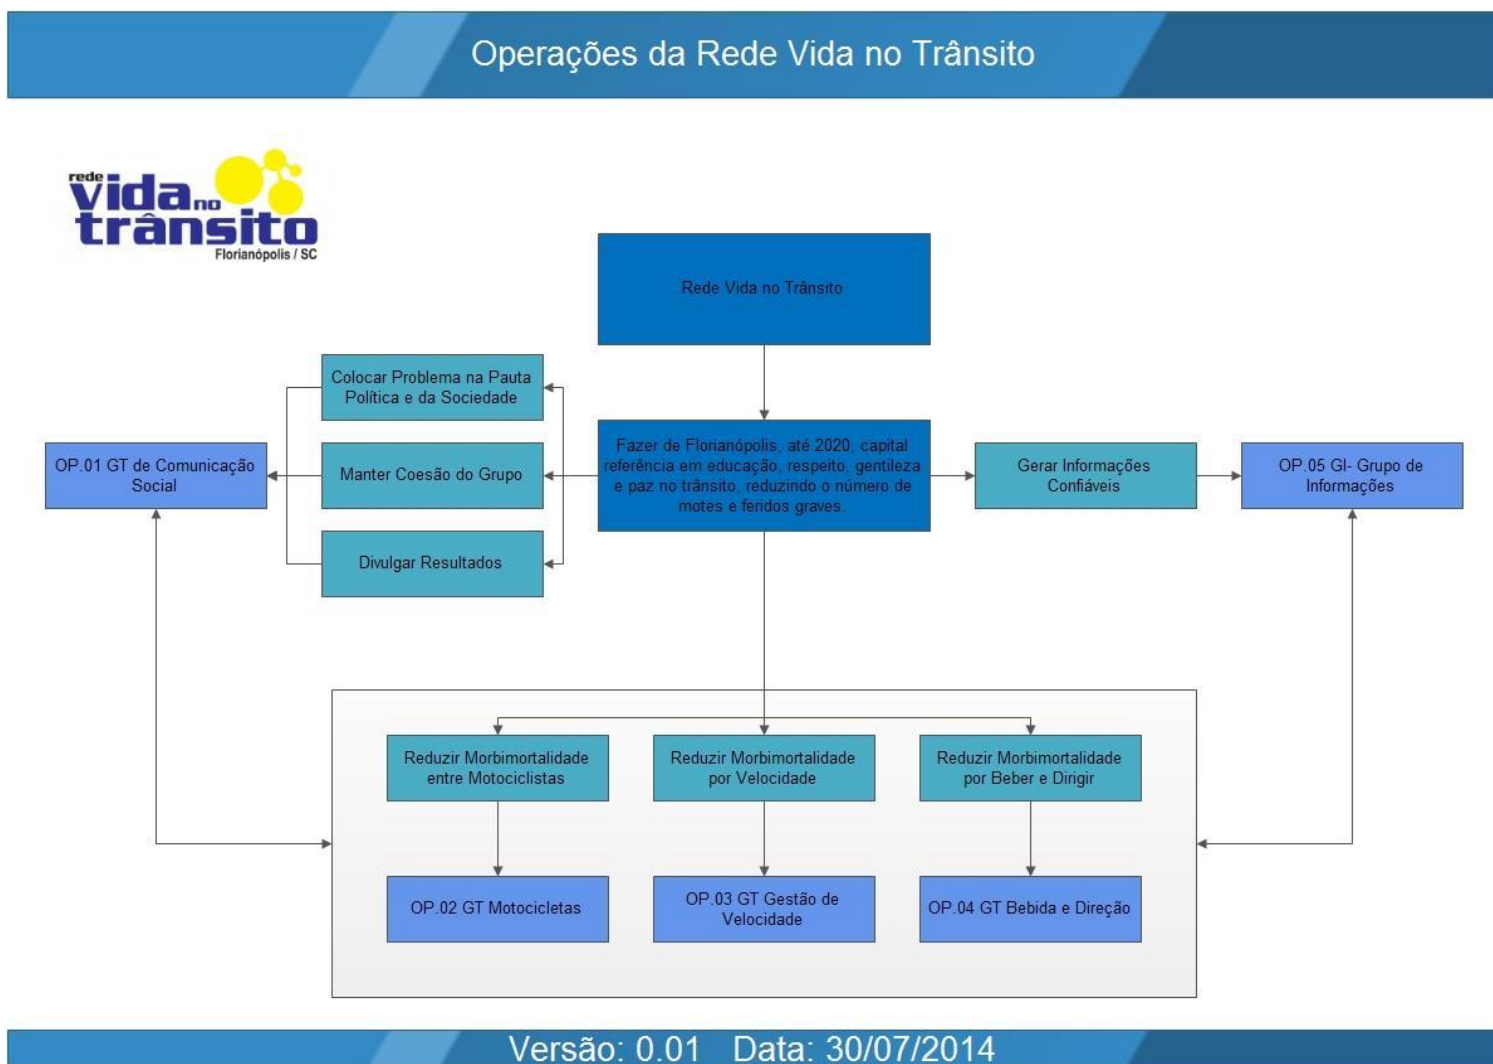 Operações da Rede Vida no Trânsito
rede
vida no
trânsito
Florianópolis / SC
Rede Vida no Trânsito
Colocar Problema na Pauta
Política e da Sociedade
OP.01 GT de Comunicação
Social
Manter Coesão do Grupo
Fazer de Florianópolis, até 2020, capital
referência em educação, respeito, gentileza
e paz no trânsito, reduzindo o número de
motes e feridos graves.
Gerar Informações
Confiáveis
OP.05 GI- Grupo de
Informações
Divulgar Resultados
Reduzir Morbimortalidade
entre Motociclistas
Reduzir Morbimortalidade
por Velocidade
Reduzir Morbimortalidade
por Beber e Dirigir
OP.02 GT Motocicletas
OP.03 GT Gestão de
Velocidade
OP.04 GT Bebida e Direção
Versão: 0.01 Data: 30/07/2014